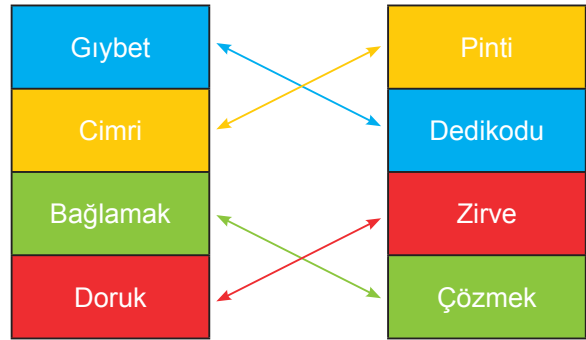 Gıybet
Cimri
Bağlamak
Doruk
Pinti
Dedikodu
Zirve
Çözmek